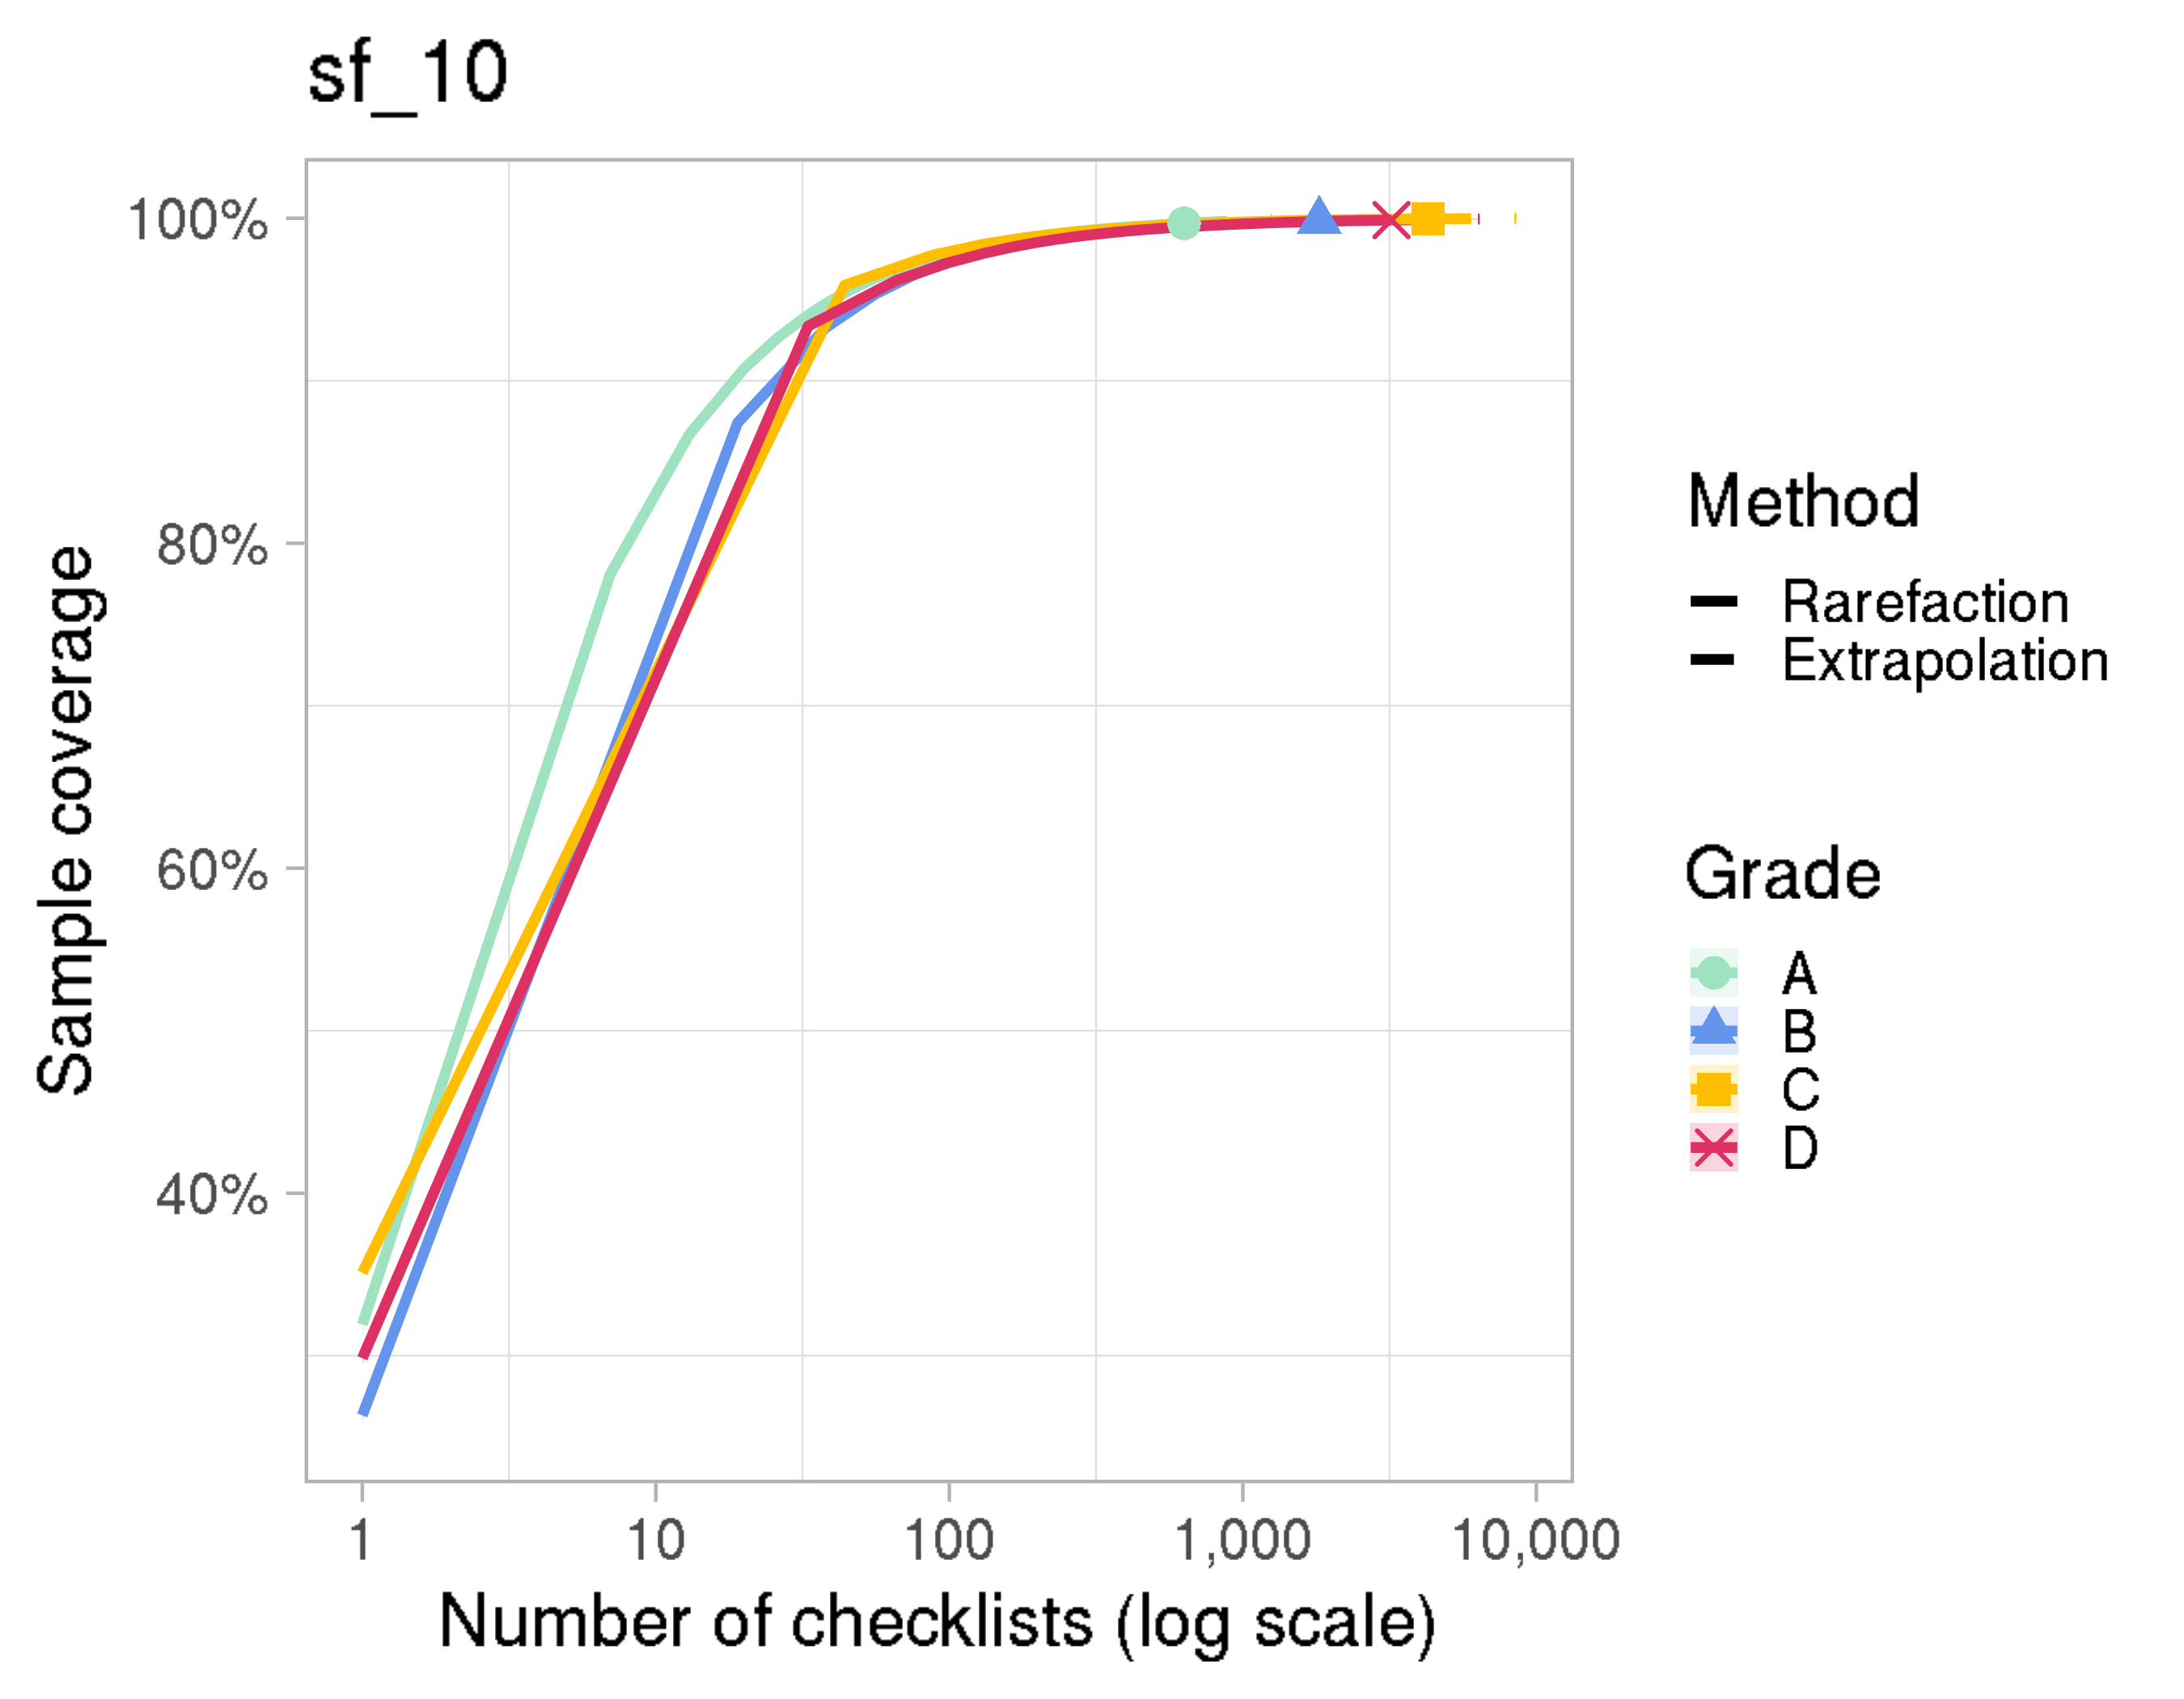 sf_10
100%
80%
60%
40%
Sample coverage
1
10
100
1,000
10,000
Number of checklists (log scale)
Method
Rarefaction
Extrapolation
Grade
A
B
C
D